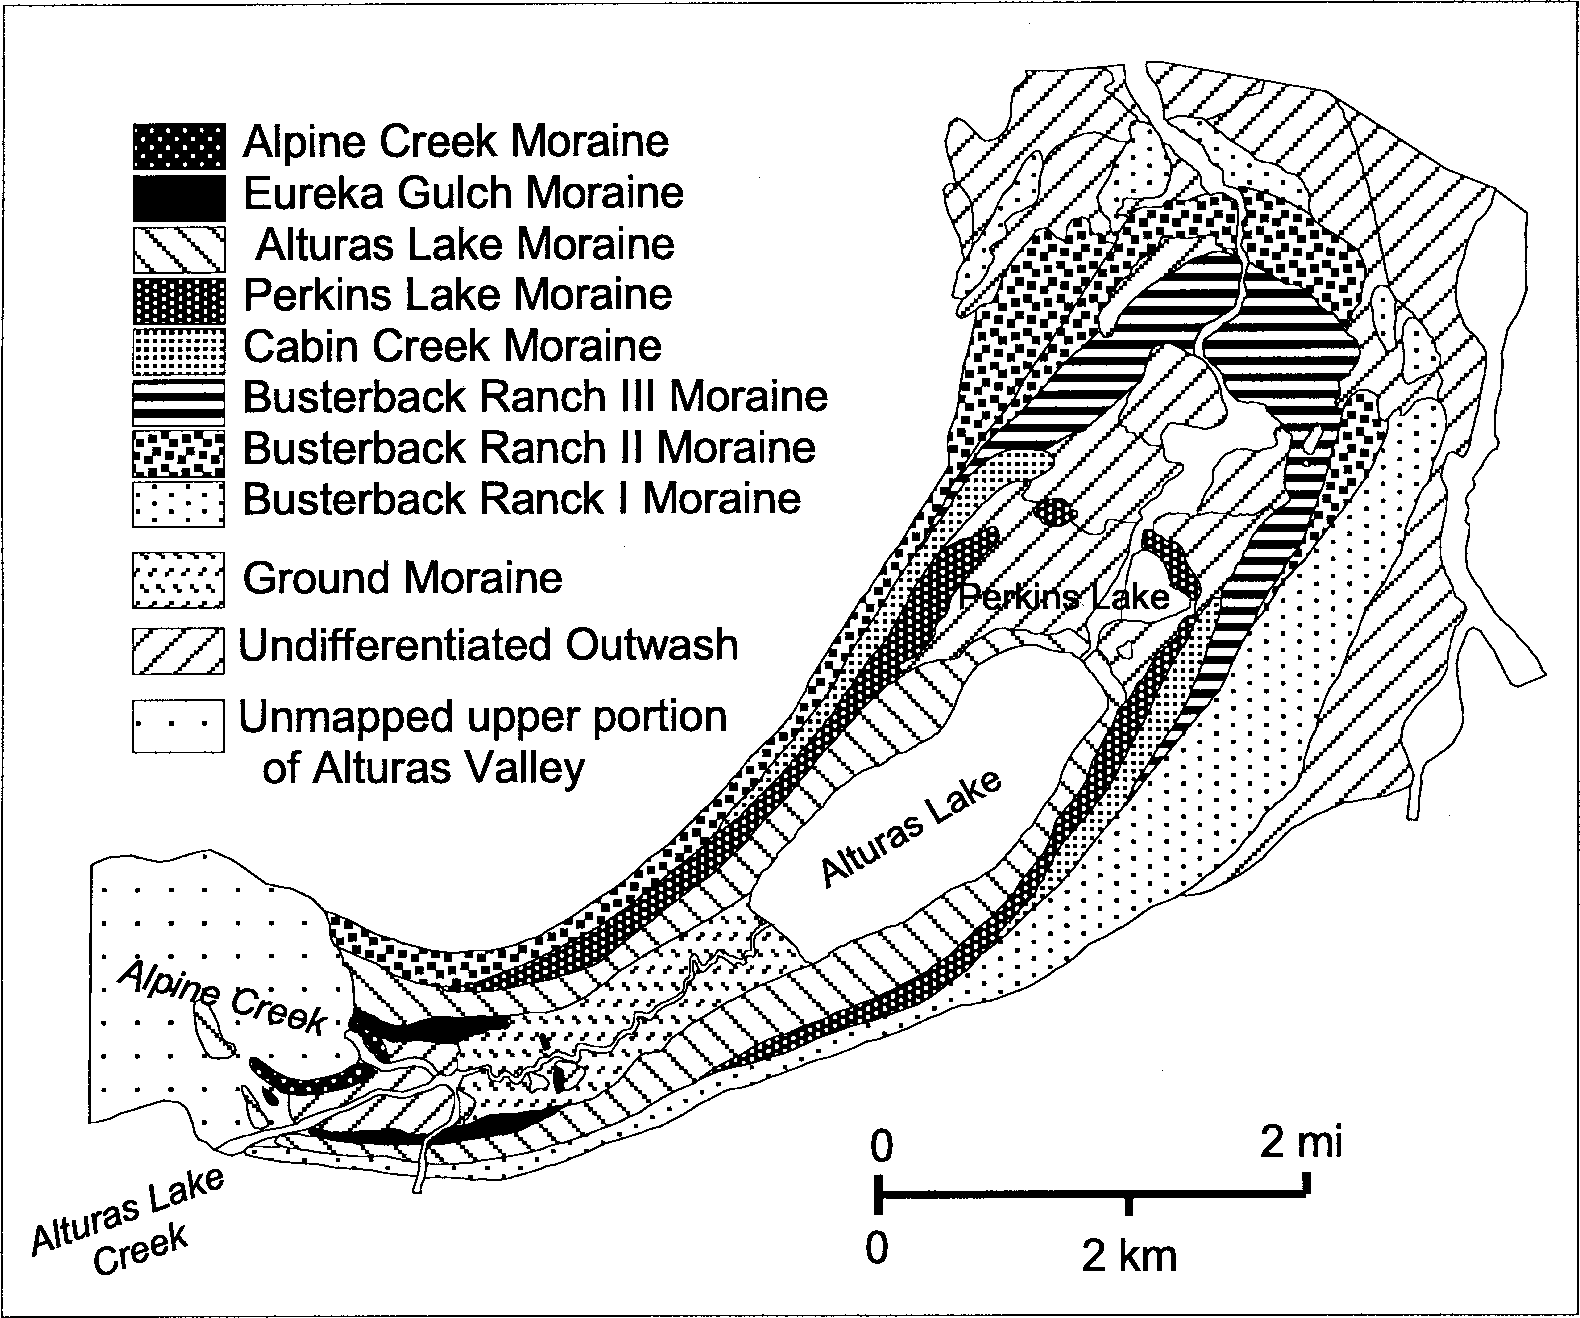 Alpine Creek Moraine
Eureka Gulch Moraine
Alturas Lake Moraine
Perkins Lake Moraine
Cabin Creek Moraine
Busterback Ranch III Moraine
Busterback Ranch II Moraine
Busterback Ranck I Moraine
Ground Moraine
Undifferentiated Outwash
Unmapped upper portion
of Alturas Valley
Perkins Lake
Alturas Lake
Alpine Creek
Alturas Lake
Creek
0
2 mi
0
2 km